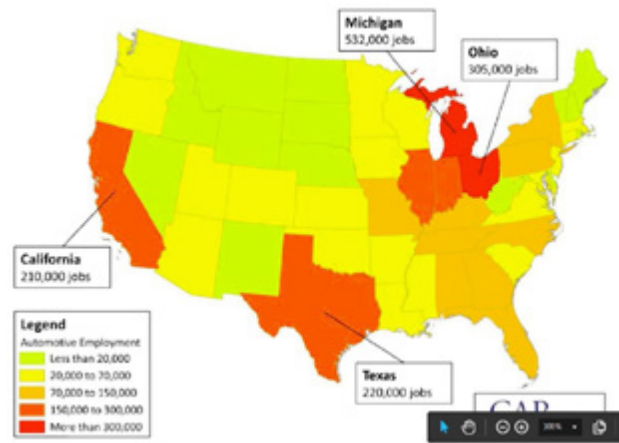 Michigan
532,000 jobs
Ohio
305,000 jobs
California
210,000 jobs
Legend
Automotive Employment
Less than 20,000
20,000 to 70,000
70,000 to 150,000
150,000 to 300,000
More than 300,000
Texas
220,000 jobs
CAR